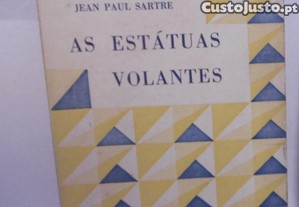 CustoJusto.pt
JEAN PAUL SARTRE
AS ESTÁTUAS
VOLANTES